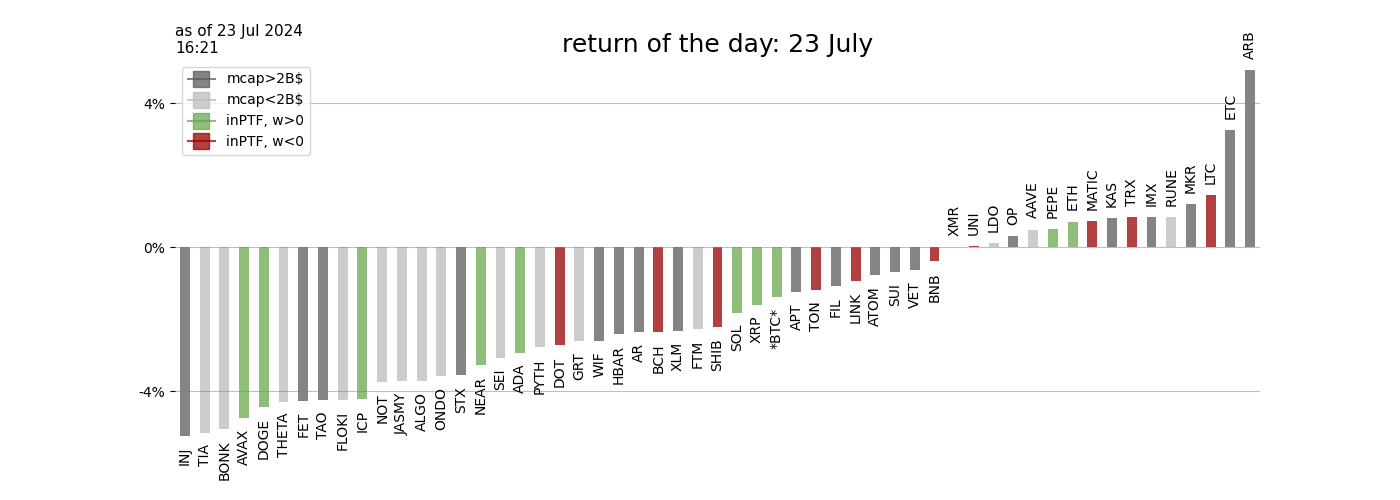 as of 23 Jul 2024
16:21
return of the day: 23 July
mcap>2B$
mcap<2B$
inPTF, w>0
inPTF, w<0
4%
0%
-4%
INJ
TIA
BONK
AVAX
DOGE
THETA
FET
TAO
FLOKI
ICP
NOT
JASMY
ALGO
ONDO
STX
NEAR
SEI
ADA
PYTH
DOT
GRT
WIF
HBAR
AR
BCH
XLM
FTM
SHIB
SOL
XRP
*BTC*
APT
TON
FIL
LINK
ATOM
SUI
VET
BNB
XMR
UNI
LDO
OP
AAVE
PEPE
ETH
MATIC
KAS
TRX
IMX
RUNE
MKR
LTC
ETC
ARB